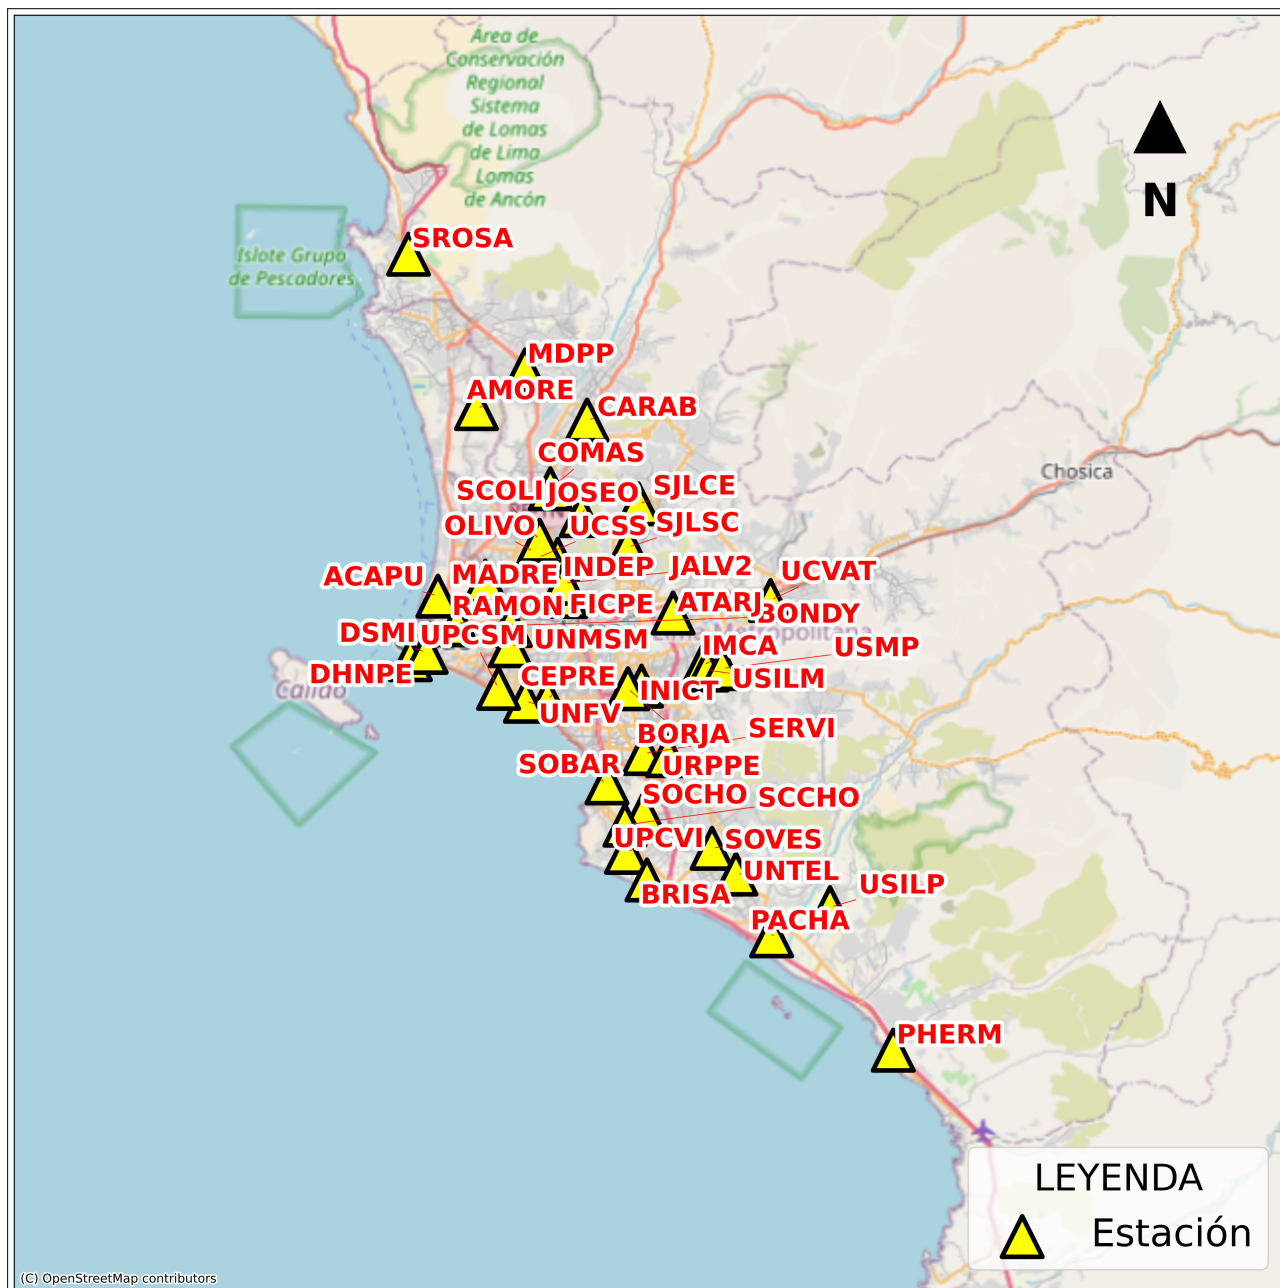 Área de
Conservación
Regional
Sistema
de Lomas
de Lima
Lomas
de Ancón
N
SROSA
Islote Grupo
de Pescadores
MDPP
AMORE
CARAB
COMAS
Chosica
SCOLI
JOSEO
SJLCE
OLIVO
UCSS
SJLSC
ACAPU
MADRE
INDEP
JALV2
UCVAT
RAMON
FICPE
ATARJ
BONDY
DSMI
UPCSM
UNMSM
IMCA
USMP
DHNPE
CEPRE
INICT
USILM
Callao
UNFV
BORJA
SERVI
SOBAR
URPPE
SOCHO
SCCHO
UPCVI
SOVES
UNTEL
USILP
BRISA
PACHA
PHERM
LEYENDA
Estación
(C) OpenStreetMap contributors